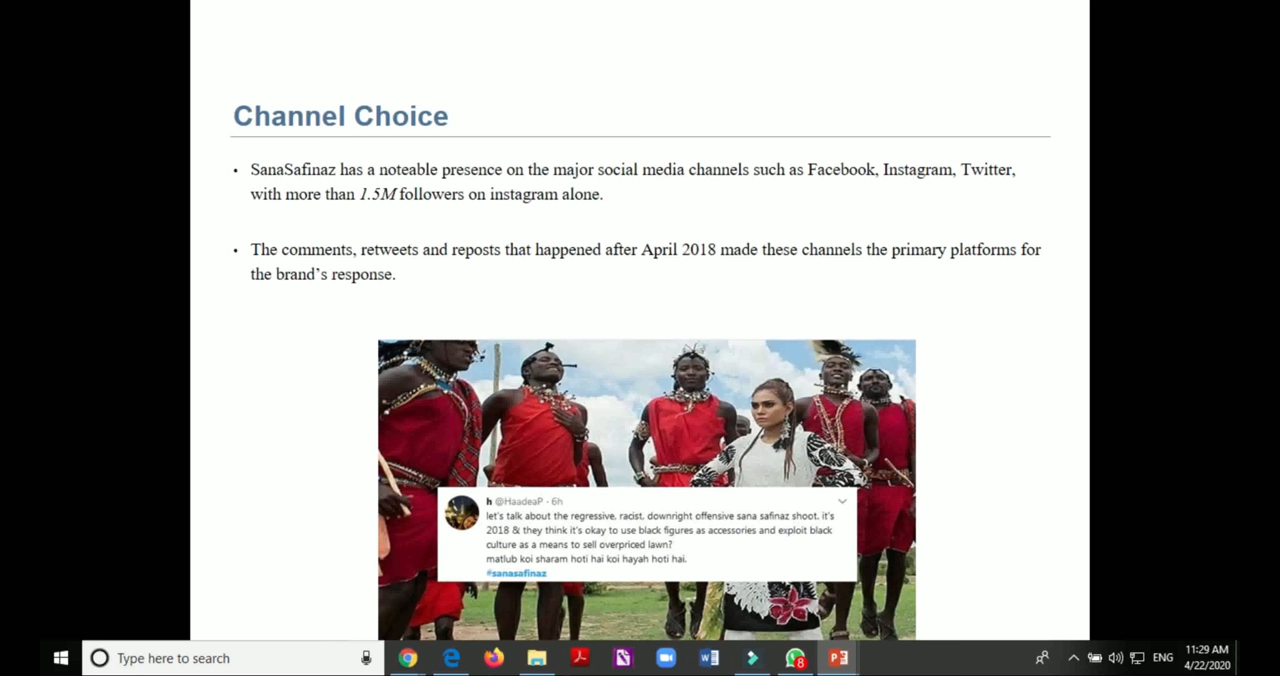 Channel Choice
• SanaSafinaz has a noteable presence on the major social media channels such as Facebook, Instagram, Twitter,
with more than 1.5M followers on instagram alone.
• The comments, retweets and reposts that happened after April 2018 made these channels the primary platforms for
the brand’s response.
h @HaadeaP · 6h
let's talk about the regressive, racist, downright offensive sana safinaz shoot. it's
2018 & they think it's okay to use black figures as accessories and exploit black
culture as a means to sell overpriced lawn?
matlub koi sharam hoti hai koi hayah hoti hai.
#sanasafinaz
Type here to search
8
ENG
11:29 AM
4/22/2020